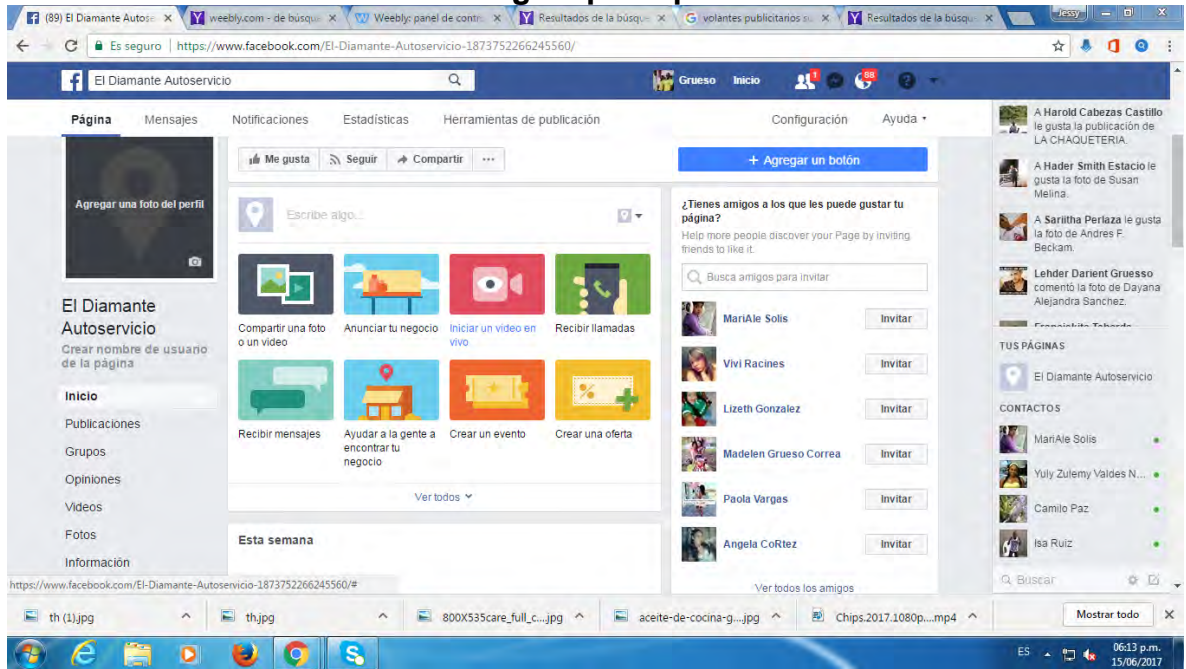 (89) El Diamante Autose
weebly.com - de búsqu
Weebly: panel de contr
Resultados de la búsqu
volantes publicitarios su
Resultados de la búsqu
Jessy
Es seguro | https://www.facebook.com/El-Diamante-Autoservicio-1873752266245560/
El Diamante Autoservicio
Grueso Inicio 1 88
Página Mensajes Notificaciones Estadísticas Herramientas de publicación Configuración Ayuda
Me gusta Seguir Compartir ...
+ Agregar un botón
Agregar una foto del perfil
El Diamante
Autoservicio
Crear nombre de usuario
de la página
Inicio
Publicaciones
Grupos
Opiniones
Videos
Fotos
Información
Escribe algo...
Compartir una foto
o un video
Anunciar tu negocio
Iniciar un video en
vivo
Recibir llamadas
Recibir mensajes
Ayudar a la gente a
encontrar tu
negocio
Crear un evento
Crear una oferta
Ver todos
Esta semana
¿Tienes amigos a los que les puede gustar tu
página?
Help more people discover your Page by inviting
friends to like it.
Busca amigos para invitar
MariAle Solis Invitar
Vivi Racines Invitar
Lizeth Gonzalez Invitar
Madelen Grueso Correa Invitar
Paola Vargas Invitar
Angela CoRtez Invitar
Ver todos los amigos
A Harold Cabezas Castillo
le gusta la publicación de
LA CHAQUETERIA.
A Hader Smith Estacio le
gusta la foto de Susan
Melina.
A Sariitha Perlaza le gusta
la foto de Andres F.
Beckam.
Lehder Darient Gruesso
comentó la foto de Dayana
Alejandra Sanchez.
TUS PÁGINAS
El Diamante Autoservicio
CONTACTOS
MariAle Solis
Yuly Zulemy Valdes N...
Camilo Paz
Isa Ruiz
Buscar
https://www.facebook.com/El-Diamante-Autoservicio-1873752266245560/#
th (1).jpg
th.jpg
800X535care_full_c....jpg
aceite-de-cocina-g...jpg
Chips.2017.1080p....mp4
Mostrar todo
ES
06:13 p.m.
15/06/2017